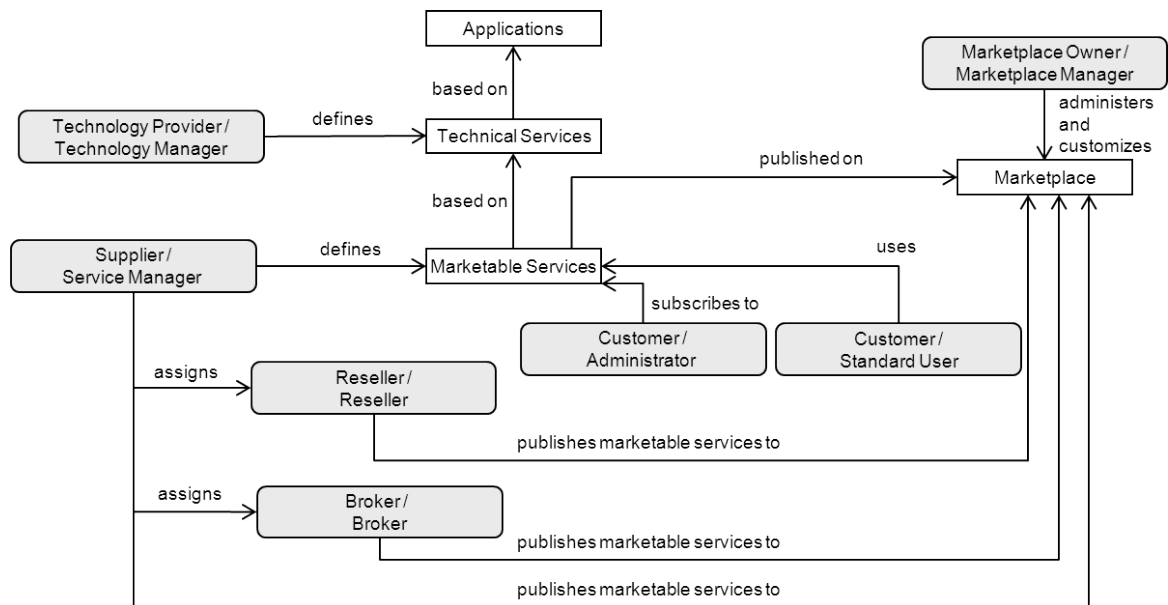 Applications
Marketplace Owner /
Marketplace Manager
based on
administers
and
customizes
Technology Provider /
Technology Manager
defines
Technical Services
published on
Marketplace
based on
Supplier /
Service Manager
defines
Marketable Services
uses
subscribes to
Customer /
Administrator
Customer /
Standard User
assigns
Reseller /
Reseller
publishes marketable services to
assigns
Broker /
Broker
publishes marketable services to
publishes marketable services to